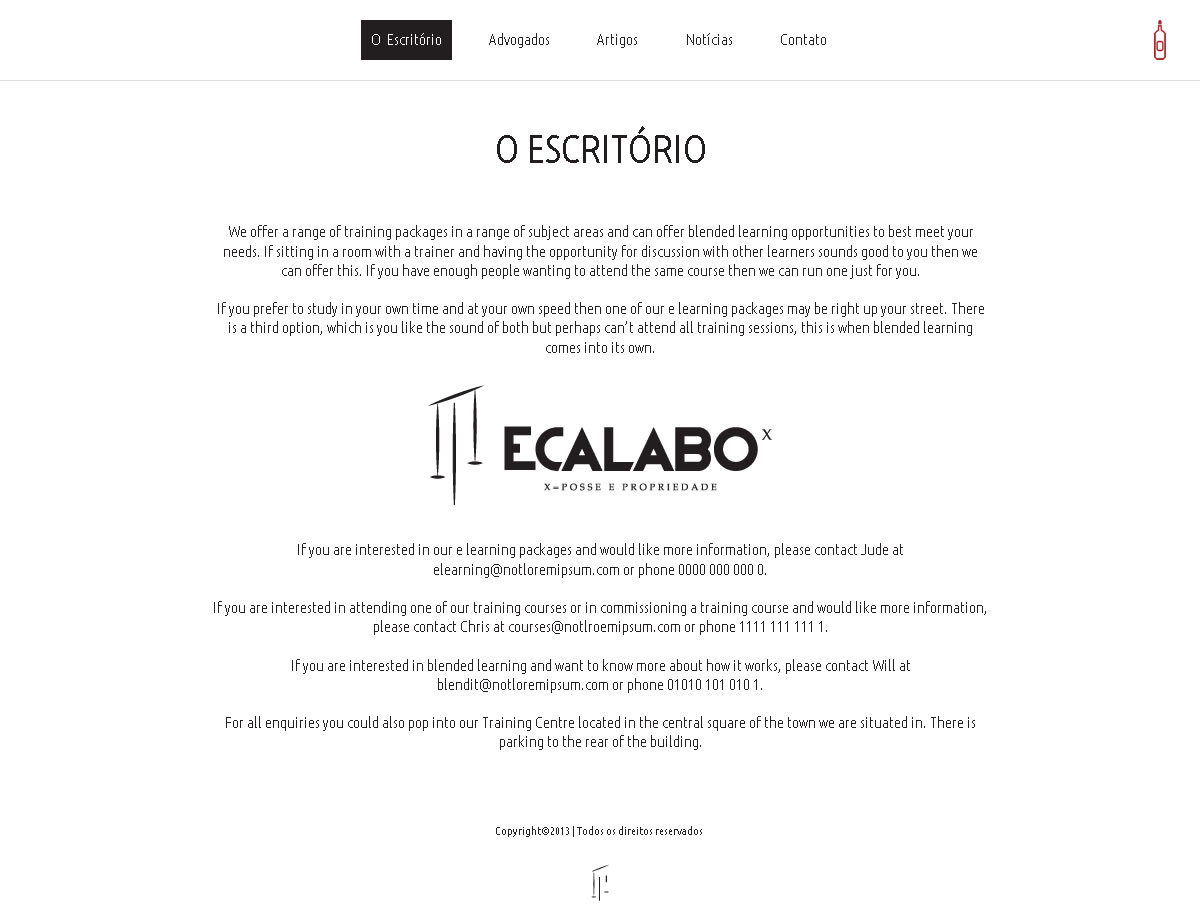 O Escritório
Advogados
Artigos
Notícias
Contato
O ESCRITÓRIO
We offer a range of training packages in a range of subject areas and can offer blended learning opportunities to best meet your
needs. If sitting in a room with a trainer and having the opportunity for discussion with other learners sounds good to you then we
can offer this. If you have enough people wanting to attend the same course then we can run one just for you.
If you prefer to study in your own time and at your own speed then one of our e learning packages may be right up your street. There
is a third option, which is you like the sound of both but perhaps can't attend all training sessions, this is when blended learning
comes into its own.
ECALABO X
X=POSSE E PROPRIEDADE
If you are interested in our e learning packages and would like more information, please contact Jude at
elearning@notloremipsum.com or phone 0000 000 000 0.
If you are interested in attending one of our training courses or in commissioning a training course and would like more information,
please contact Chris at courses@notlroemipsum.com or phone 1111 111 111 1.
If you are interested in blended learning and want to know more about how it works, please contact Will at
blendit@notloremipsum.com or phone 01010 101 010 1.
For all enquiries you could also pop into our Training Centre located in the central square of the town we are situated in. There is
parking to the rear of the building.
Copyright©2013 | Todos os direitos reservados